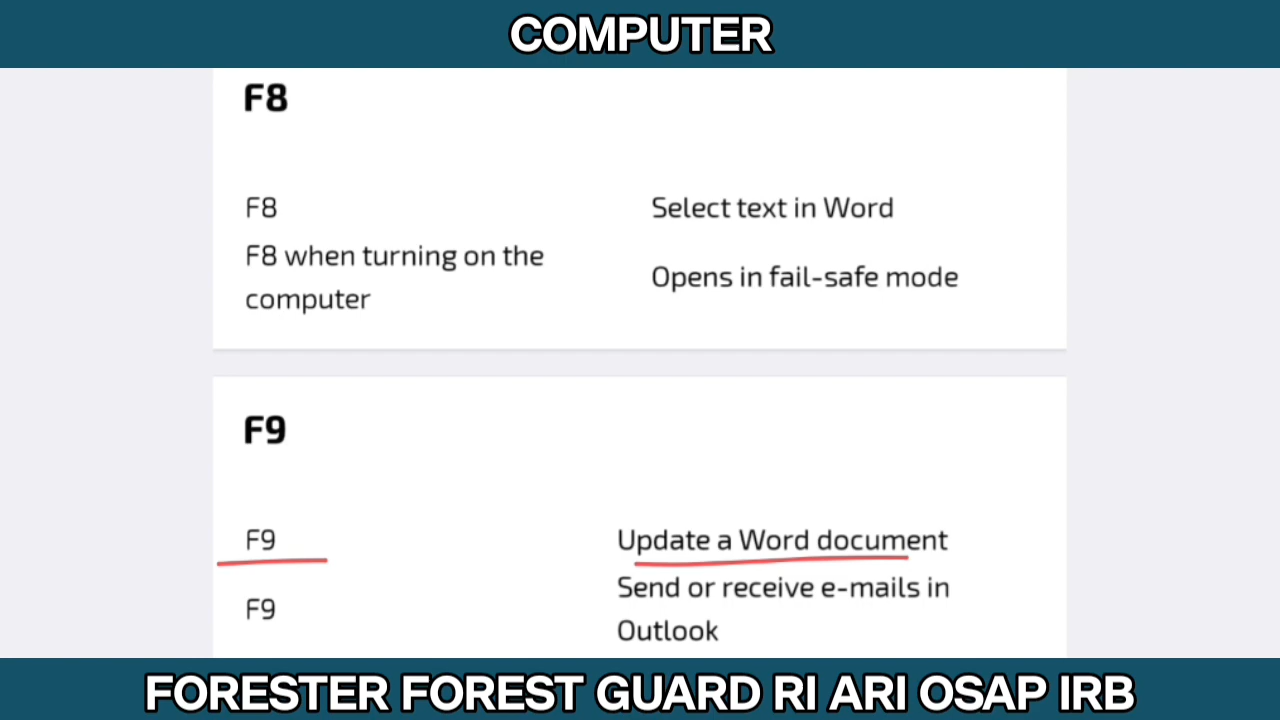 COMPUTER
F8
F8 Select text in Word
F8 when turning on the
computer
Opens in fail-safe mode
F9
F9 Update a Word document
F9
Send or receive e-mails in
Outlook
FORESTER FOREST GUARD RI ARI OSAP IRB